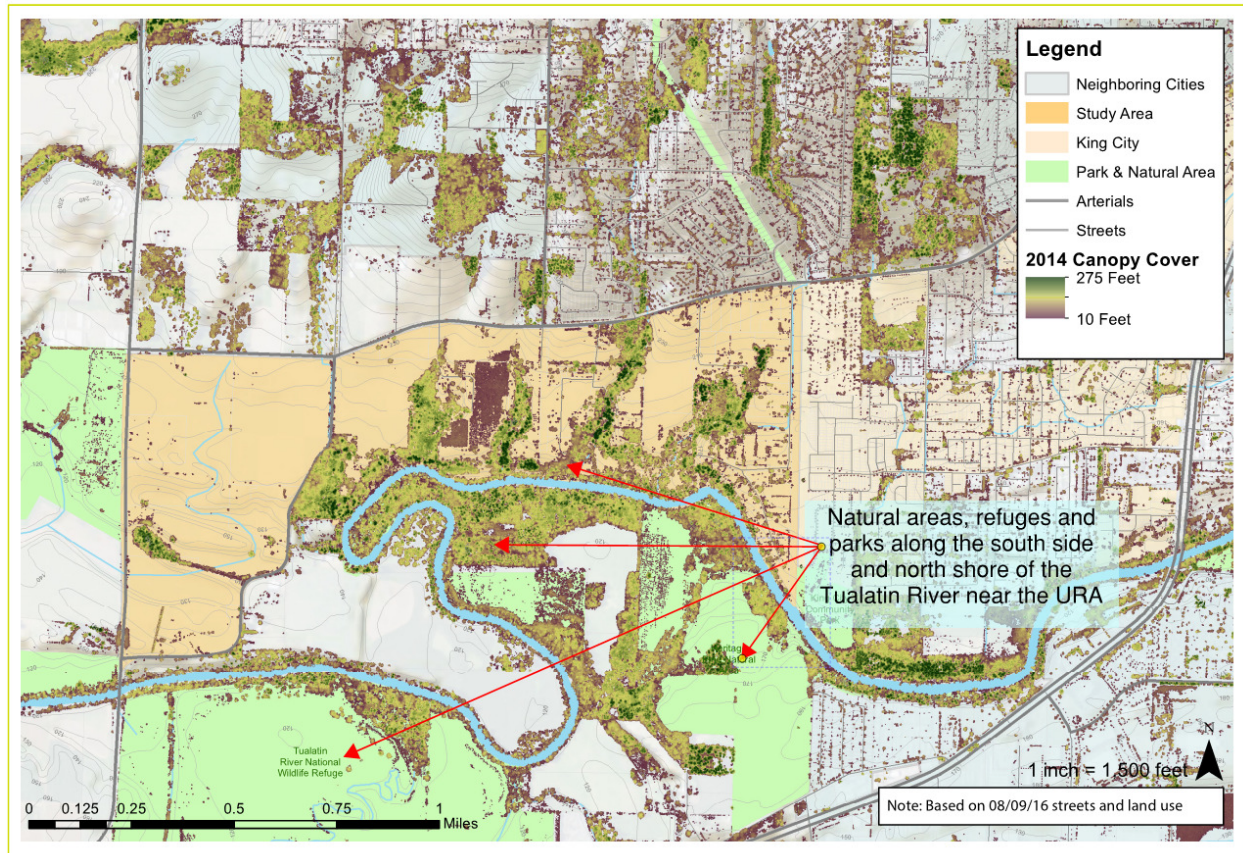 Legend
Neighboring Cities
Study Area
King City
Park & Natural Area
Arterials
Streets
2014 Canopy Cover
275 Feet
10 Feet
Natural areas, refuges and
parks along the south side
and north shore of the
Tualatin River near the URA
Tualatin
River National
Wildlife Refuge
N
1 inch = 1,500 feet
Note: Based on 08/09/16 streets and land use
0 0.125 0.25 0.5 0.75 1
Miles